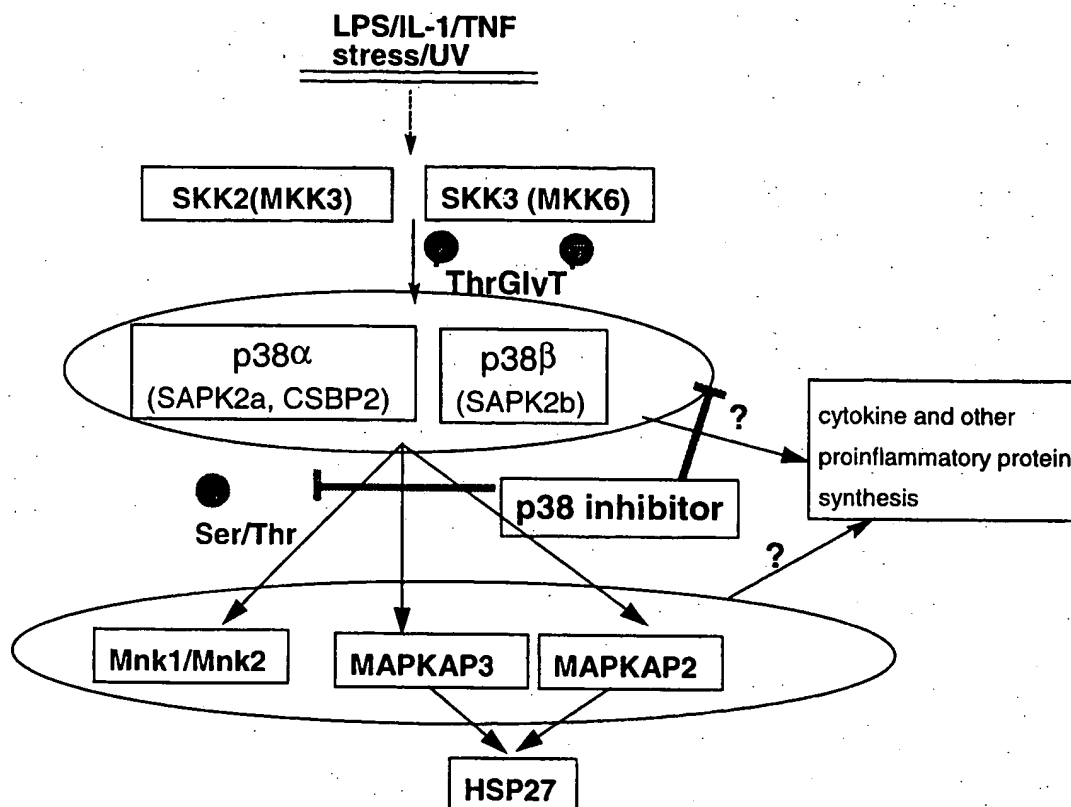 LPS/IL-1/TNF
stress/UV
SKK2(MKK3)
SKK3 (MKK6)
ThrGlvT
p38α
(SAPK2a, CSBP2)
p38β
(SAPK2b)
?
cytokine and other
proinflammatory protein
synthesis
p38 inhibitor
Ser/Thr
?
Mnk1/Mnk2
MAPKAP3
MAPKAP2
HSP27